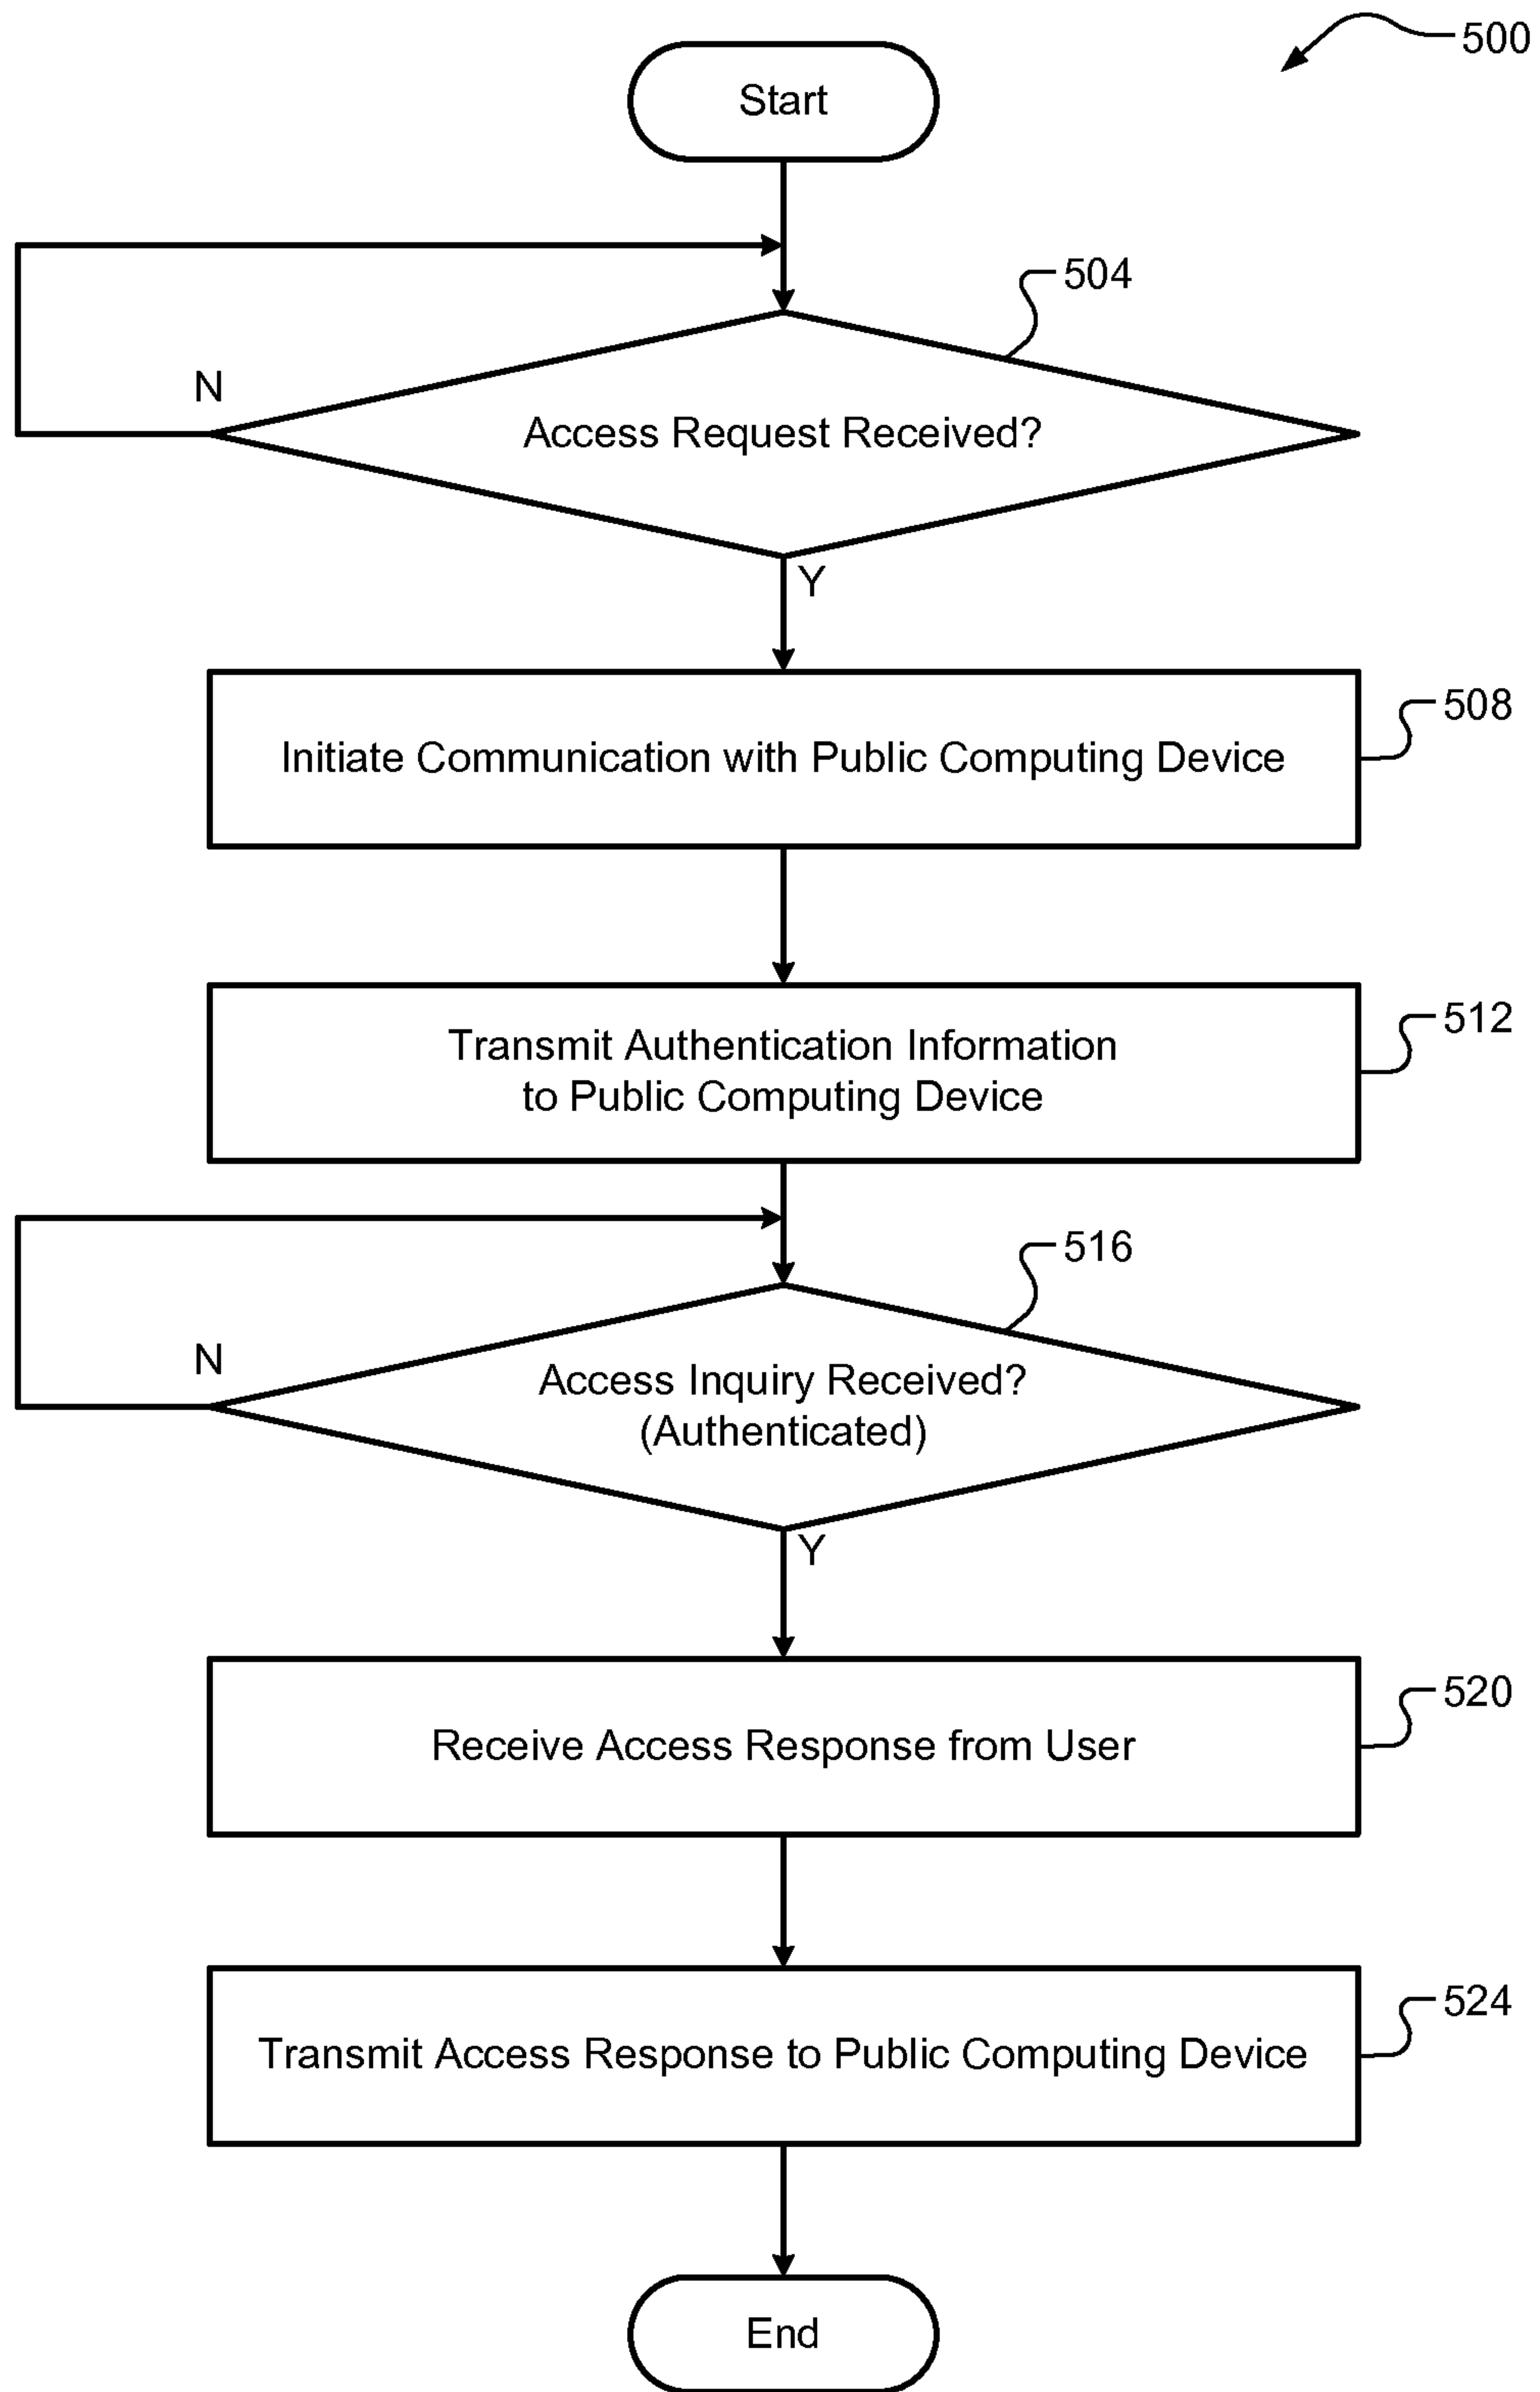 500
Start
504
N
Access Request Received?
Y
508
Initiate Communication with Public Computing Device
512
Transmit Authentication Information
to Public Computing Device
516
N
Access Inquiry Received?
(Authenticated)
Y
520
Receive Access Response from User
524
Transmit Access Response to Public Computing Device
End